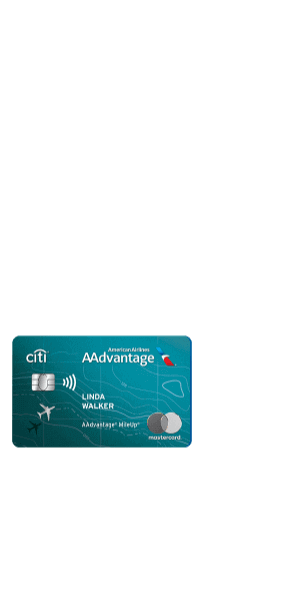 citi
American Airlines
AAdvantage
LINDA
WALKER
AAdvantage® MileUp®
mastercard